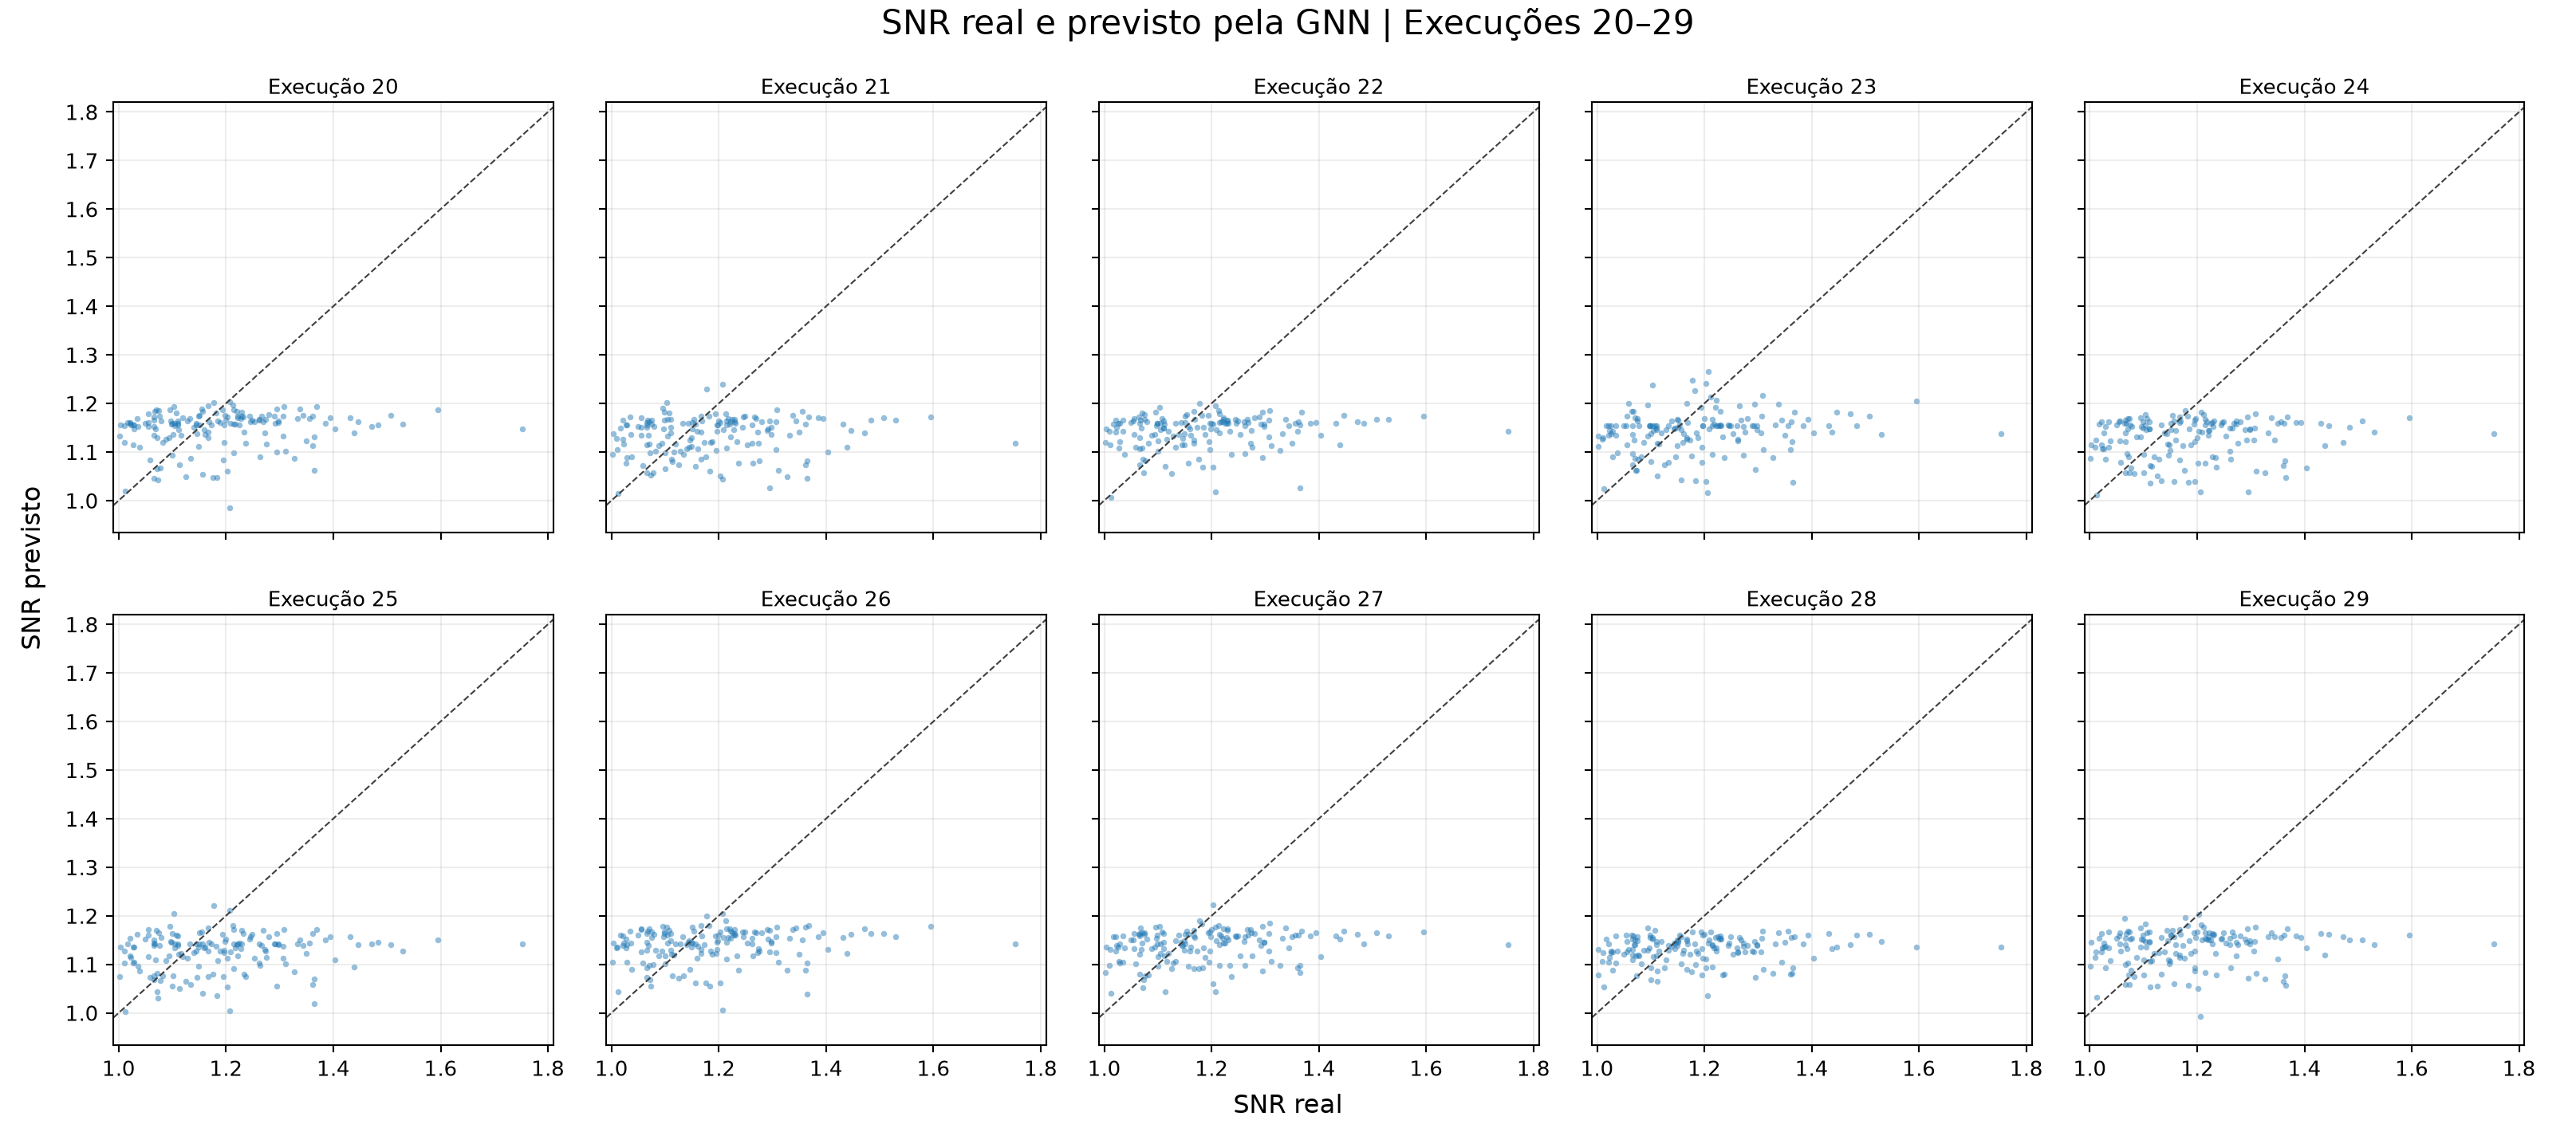 SNR real e previsto pela GNN | Execuções 20–29
Execução 20
Execução 21
Execução 22
Execução 23
Execução 24
1.8
1.7
1.6
1.5
1.4
1.3
1.2
1.1
1.0
SNR previsto
Execução 25
Execução 26
Execução 27
Execução 28
Execução 29
1.8
1.7
1.6
1.5
1.4
1.3
1.2
1.1
1.0
1.0 1.2 1.4 1.6 1.8
1.0 1.2 1.4 1.6 1.8
1.0 1.2 1.4 1.6 1.8
1.0 1.2 1.4 1.6 1.8
1.0 1.2 1.4 1.6 1.8
SNR real